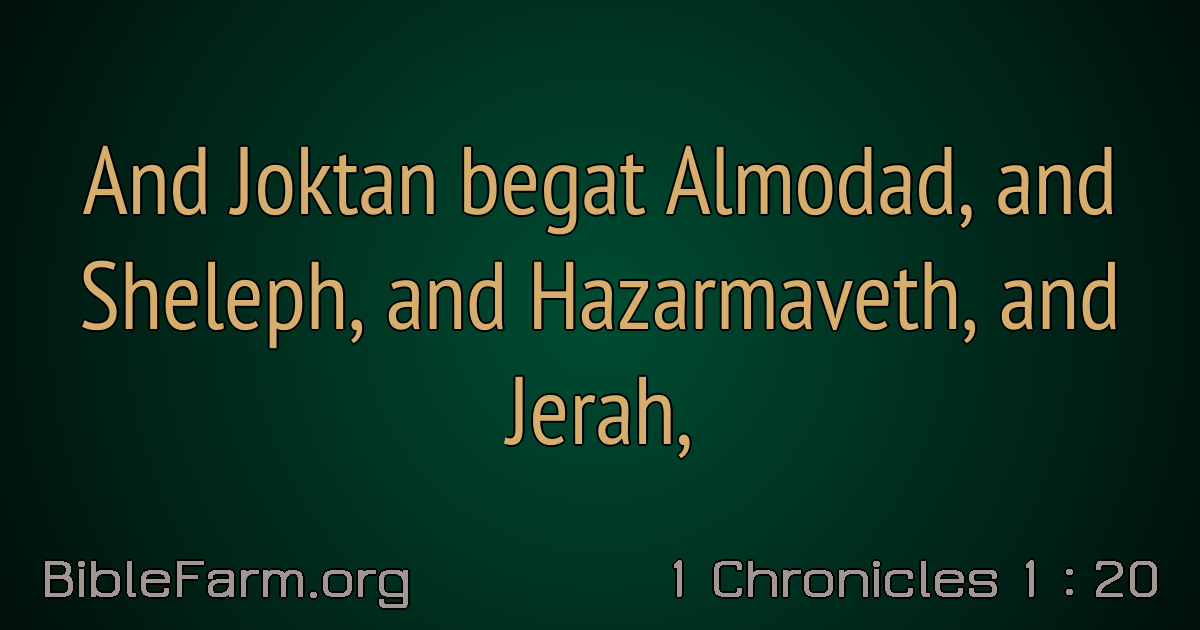 And Joktan begat Almodad, and
Sheleph, and Hazarmaveth, and
Jerah,
BibleFarm.org
1 Chronicles 1 : 20